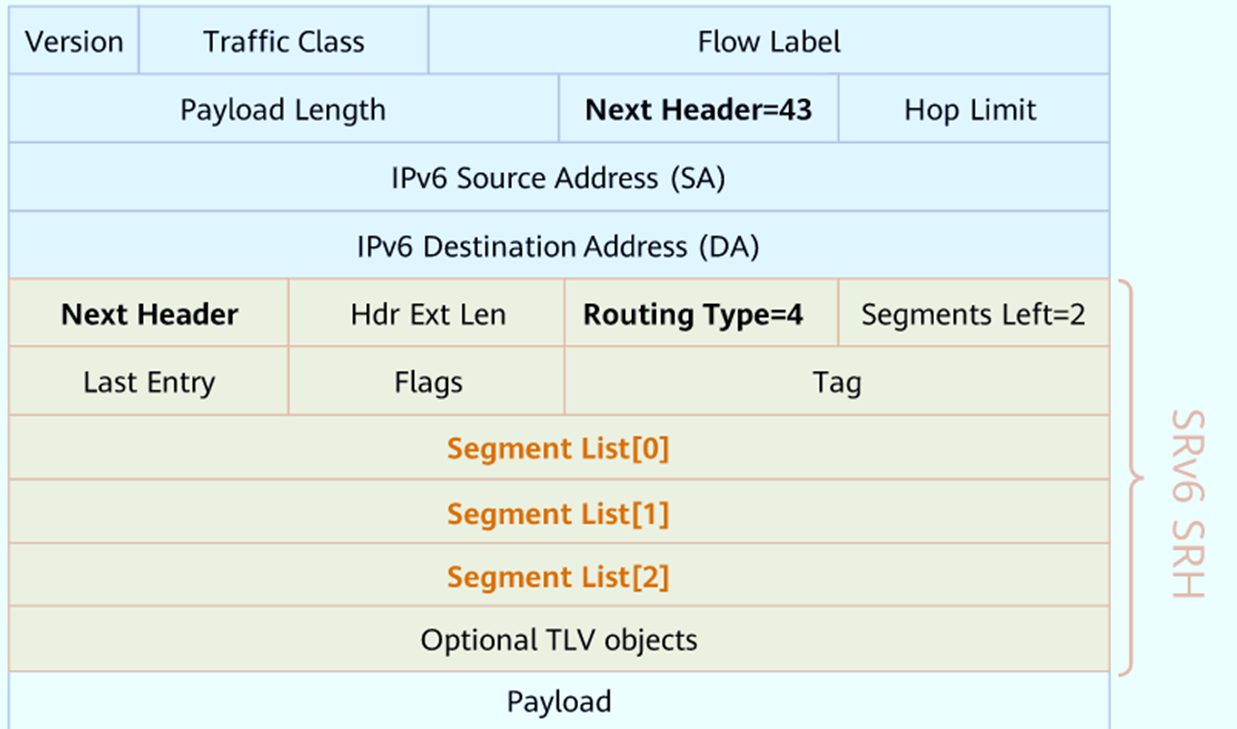 Version Traffic Class Flow Label
Payload Length Next Header=43 Hop Limit
IPv6 Source Address (SA)
IPv6 Destination Address (DA)
Next Header Hdr Ext Len Routing Type=4 Segments Left=2
Last Entry Flags Tag
Segment List[0]
Segment List[1]
Segment List[2]
Optional TLV objects
Payload
SRv6 SRH